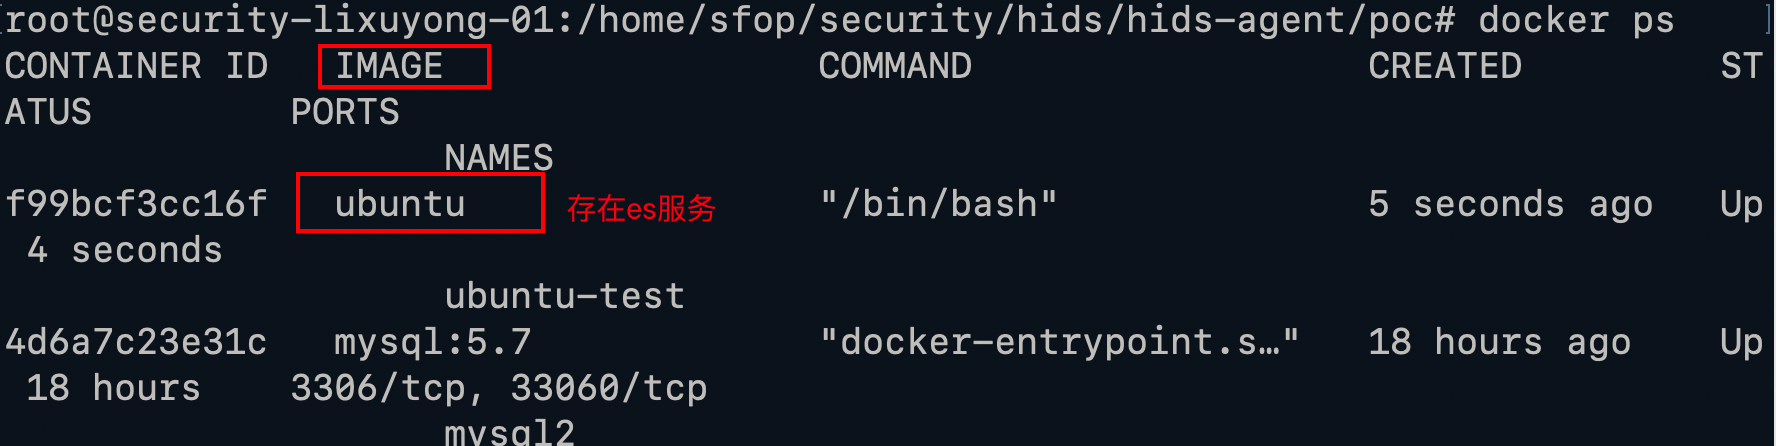 root@security-lixuyong-01:/home/sfop/security/hids/hids-agent/poc# docker ps
CONTAINER ID   IMAGE   COMMAND   CREATED   ST
ATUS   PORTS
NAMES
f99bcf3cc16f   ubuntu   存在es服务   "/bin/bash"   5 seconds ago   Up
4 seconds
ubuntu-test
4d6a7c23e31c   mysql:5.7   "docker-entrypoint.s…"   18 hours ago   Up
18 hours   3306/tcp, 33060/tcp
mysql2